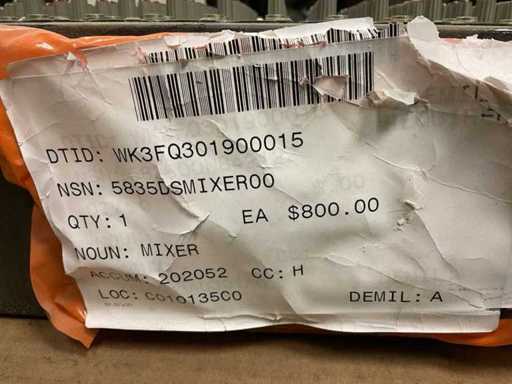 DTID: WK3FQ301900015
NSN: 5835DSMIXER00
QTY: 1 EA $800.00
NOUN: MIXER
ACCUM: 202052 CC: H
LOC: C010135C0 DEMIL: A